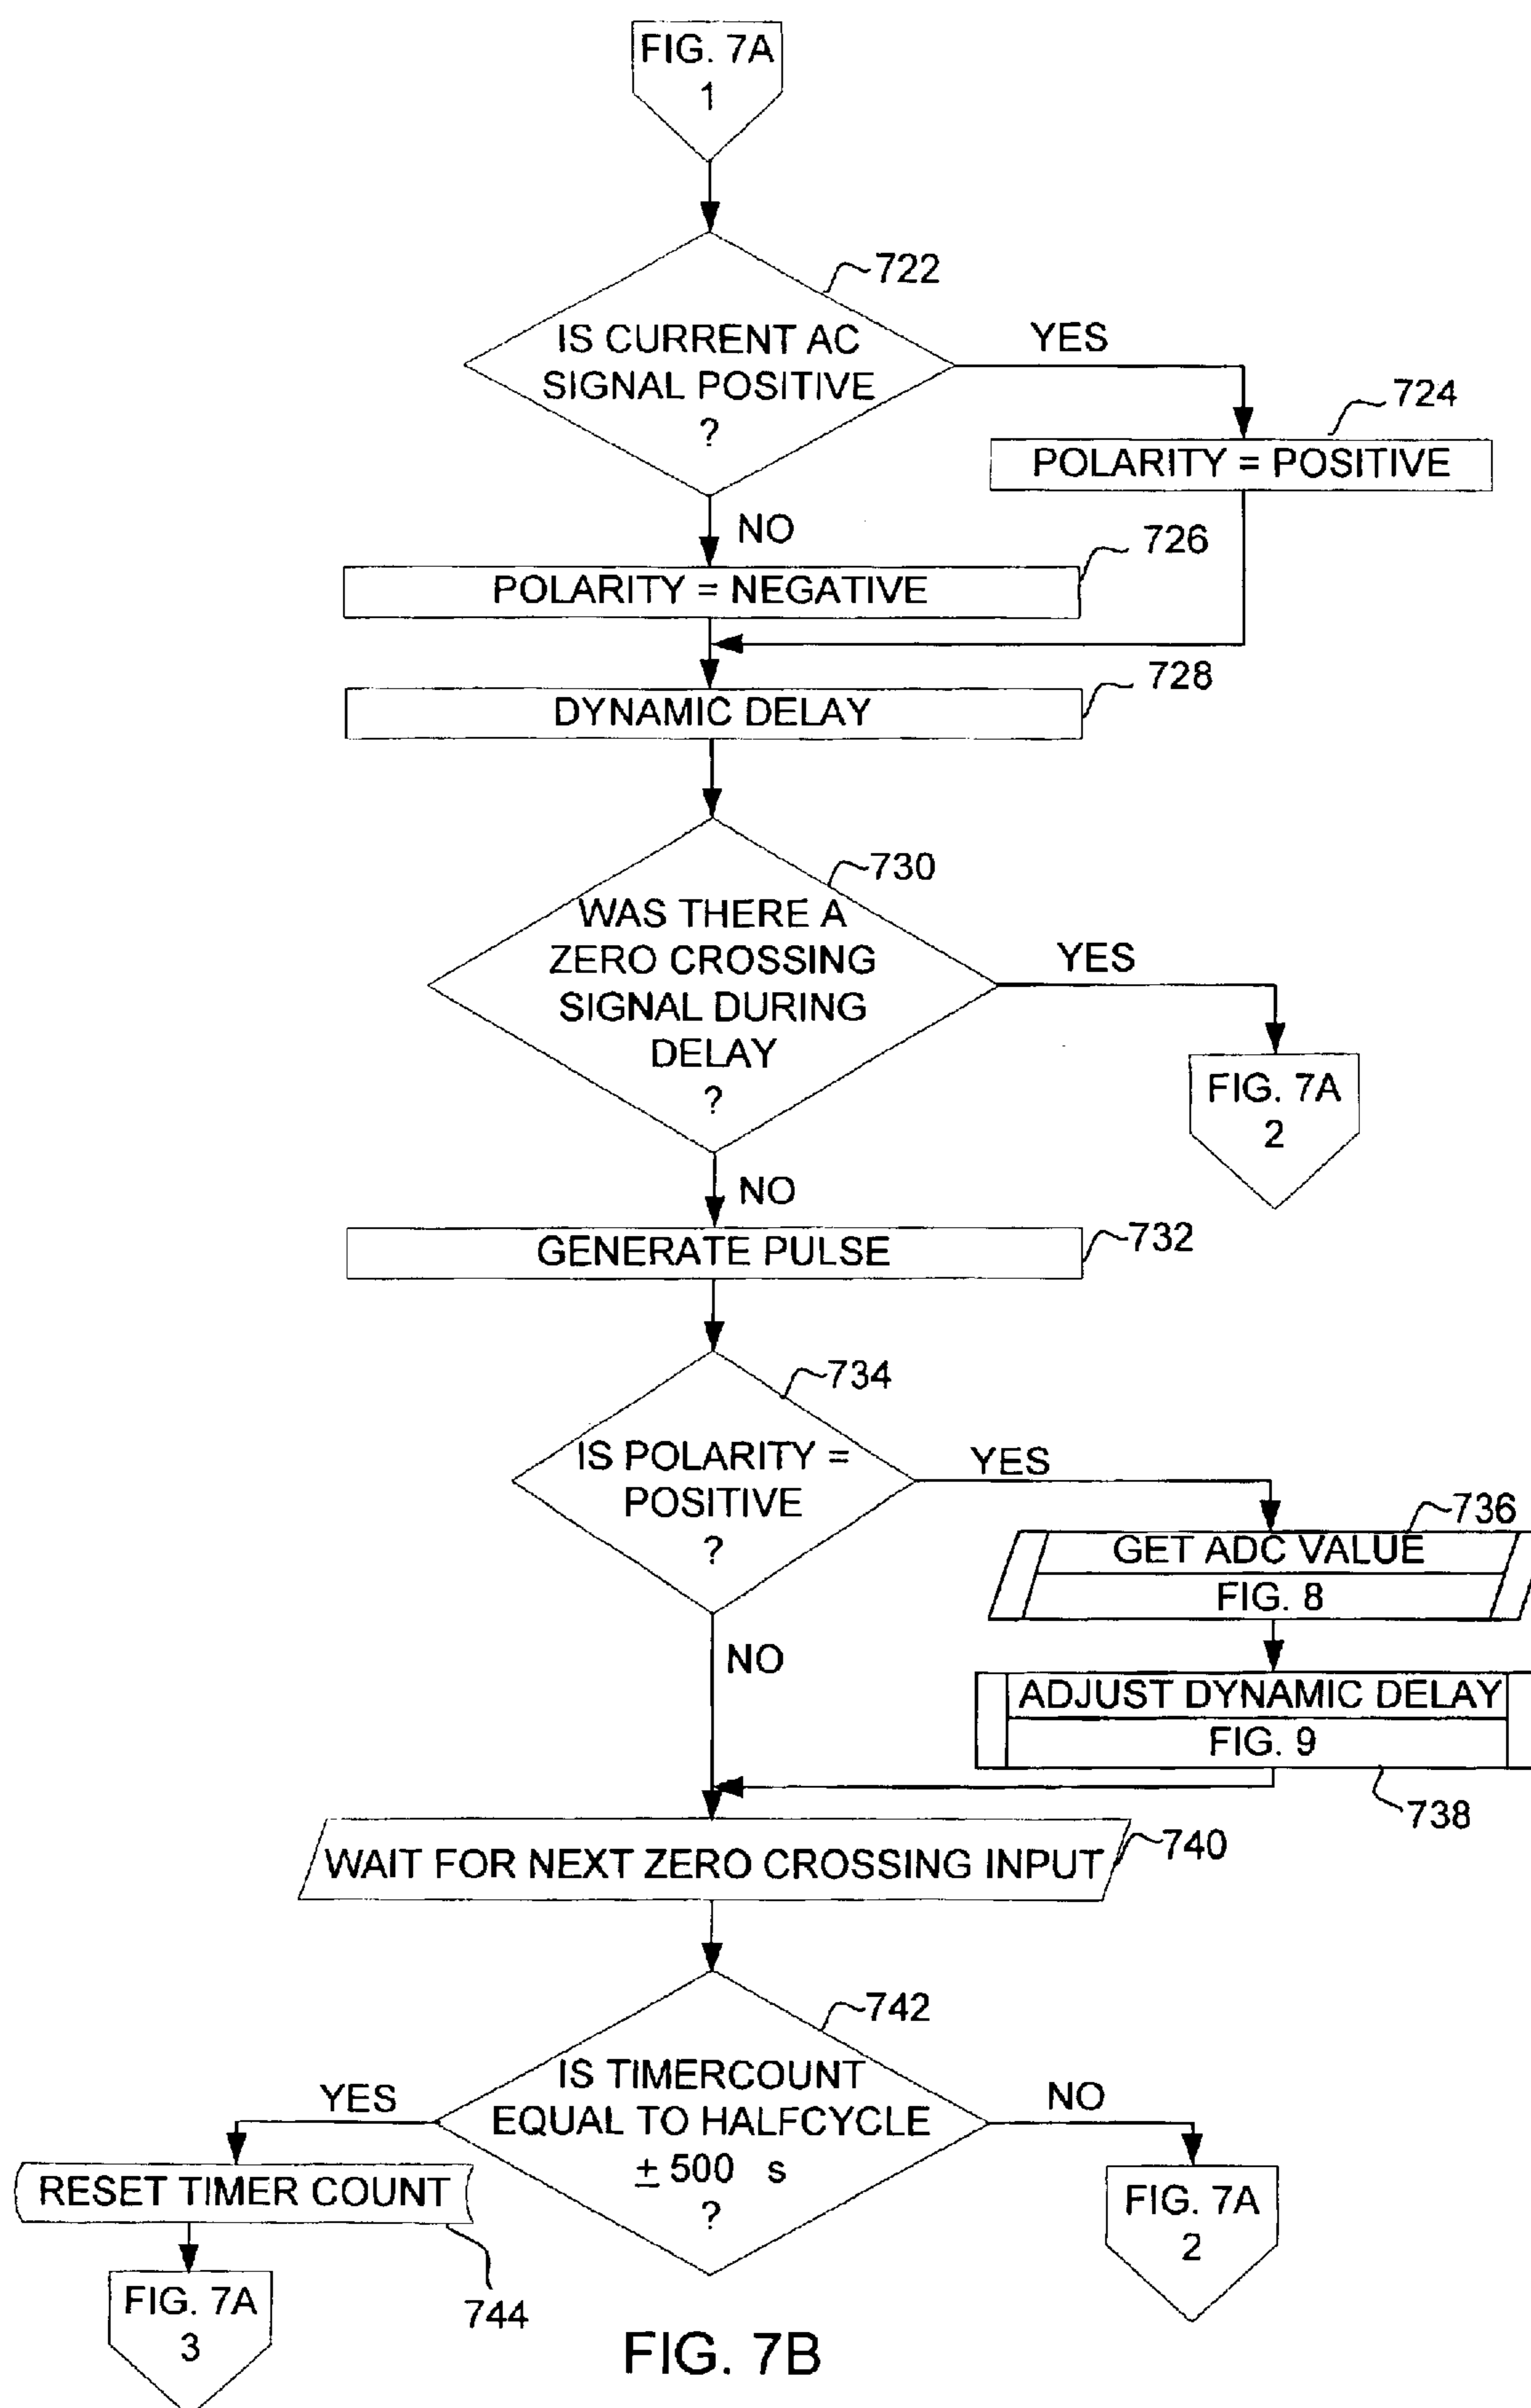 FIG. 7A
1
722
IS CURRENT AC
SIGNAL POSITIVE
?
YES
724
POLARITY = POSITIVE
NO
726
POLARITY = NEGATIVE
728
DYNAMIC DELAY
730
WAS THERE A
ZERO CROSSING
SIGNAL DURING
DELAY
?
YES
FIG. 7A
2
NO
732
GENERATE PULSE
734
IS POLARITY =
POSITIVE
?
YES
736
GET ADC VALUE
FIG. 8
NO
ADJUST DYNAMIC DELAY
FIG. 9
738
WAIT FOR NEXT ZERO CROSSING INPUT
740
742
IS TIMERCOUNT
EQUAL TO HALFCYCLE
± 500 s
?
YES
NO
RESET TIMER COUNT
744
FIG. 7A
2
FIG. 7A
3
FIG. 7B